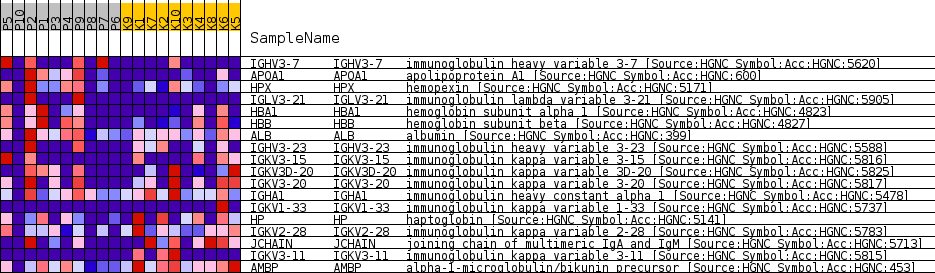 P5 P10 P2 P1 P3 P4 P9 P8 P7 P6 K9 K1 K7 K2 K10 K3 K4 K8 K6 K5
SampleName
IGHV3-7 IGHV3-7 immunoglobulin heavy variable 3-7 [Source:HGNC Symbol;Acc:HGNC:5620]
APOA1 APOA1 apolipoprotein A1 [Source:HGNC Symbol;Acc:HGNC:600]
HPX HPX hemopexin [Source:HGNC Symbol;Acc:HGNC:5171]
IGLV3-21 IGLV3-21 immunoglobulin lambda variable 3-21 [Source:HGNC Symbol;Acc:HGNC:5905]
HBA1 HBA1 hemoglobin subunit alpha 1 [Source:HGNC Symbol;Acc:HGNC:4823]
HBB HBB hemoglobin subunit beta [Source:HGNC Symbol;Acc:HGNC:4827]
ALB ALB albumin [Source:HGNC Symbol;Acc:HGNC:399]
IGHV3-23 IGHV3-23 immunoglobulin heavy variable 3-23 [Source:HGNC Symbol;Acc:HGNC:5588]
IGKV3-15 IGKV3-15 immunoglobulin kappa variable 3-15 [Source:HGNC Symbol;Acc:HGNC:5816]
IGKV3D-20 IGKV3D-20 immunoglobulin kappa variable 3D-20 [Source:HGNC Symbol;Acc:HGNC:5825]
IGKV3-20 IGKV3-20 immunoglobulin kappa variable 3-20 [Source:HGNC Symbol;Acc:HGNC:5817]
IGHA1 IGHA1 immunoglobulin heavy constant alpha 1 [Source:HGNC Symbol;Acc:HGNC:5478]
IGKV1-33 IGKV1-33 immunoglobulin kappa variable 1-33 [Source:HGNC Symbol;Acc:HGNC:5737]
HP HP haptoglobin [Source:HGNC Symbol;Acc:HGNC:5141]
IGKV2-28 IGKV2-28 immunoglobulin kappa variable 2-28 [Source:HGNC Symbol;Acc:HGNC:5783]
JCHAIN JCHAIN joining chain of multimeric IgA and IgM [Source:HGNC Symbol;Acc:HGNC:5713]
IGKV3-11 IGKV3-11 immunoglobulin kappa variable 3-11 [Source:HGNC Symbol;Acc:HGNC:5815]
AMBP AMBP alpha-1-microglobulin/bikunin precursor [Source:HGNC Symbol;Acc:HGNC:453]